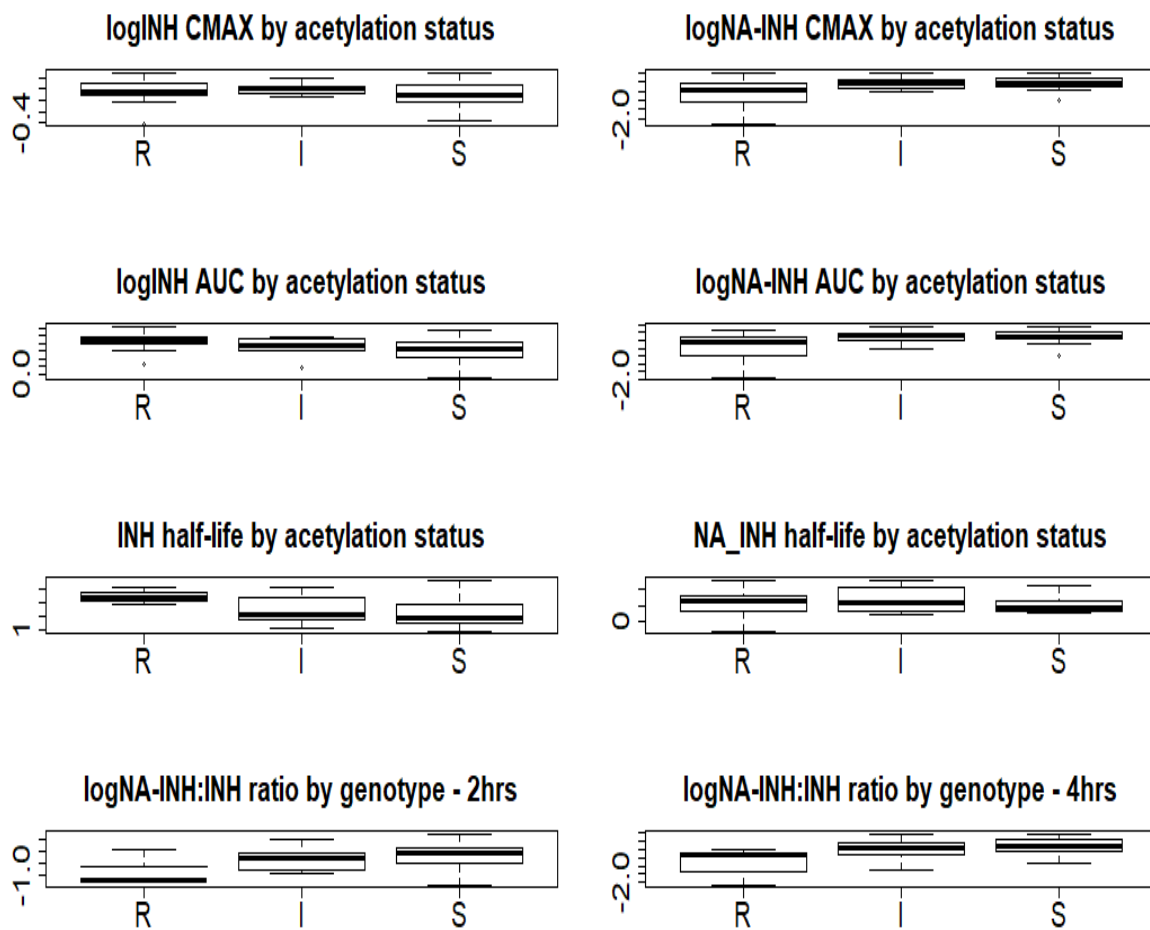 logINH CMAX by acetylation status
-0.4
R I S
logNA-INH CMAX by acetylation status
-2.0
R I S
logINH AUC by acetylation status
0.0
R I S
logNA-INH AUC by acetylation status
-2.0
R I S
INH half-life by acetylation status
1
R I S
NA_INH half-life by acetylation status
0
R I S
logNA-INH:INH ratio by genotype - 2hrs
-1.0
R I S
logNA-INH:INH ratio by genotype - 4hrs
-2.0
R I S